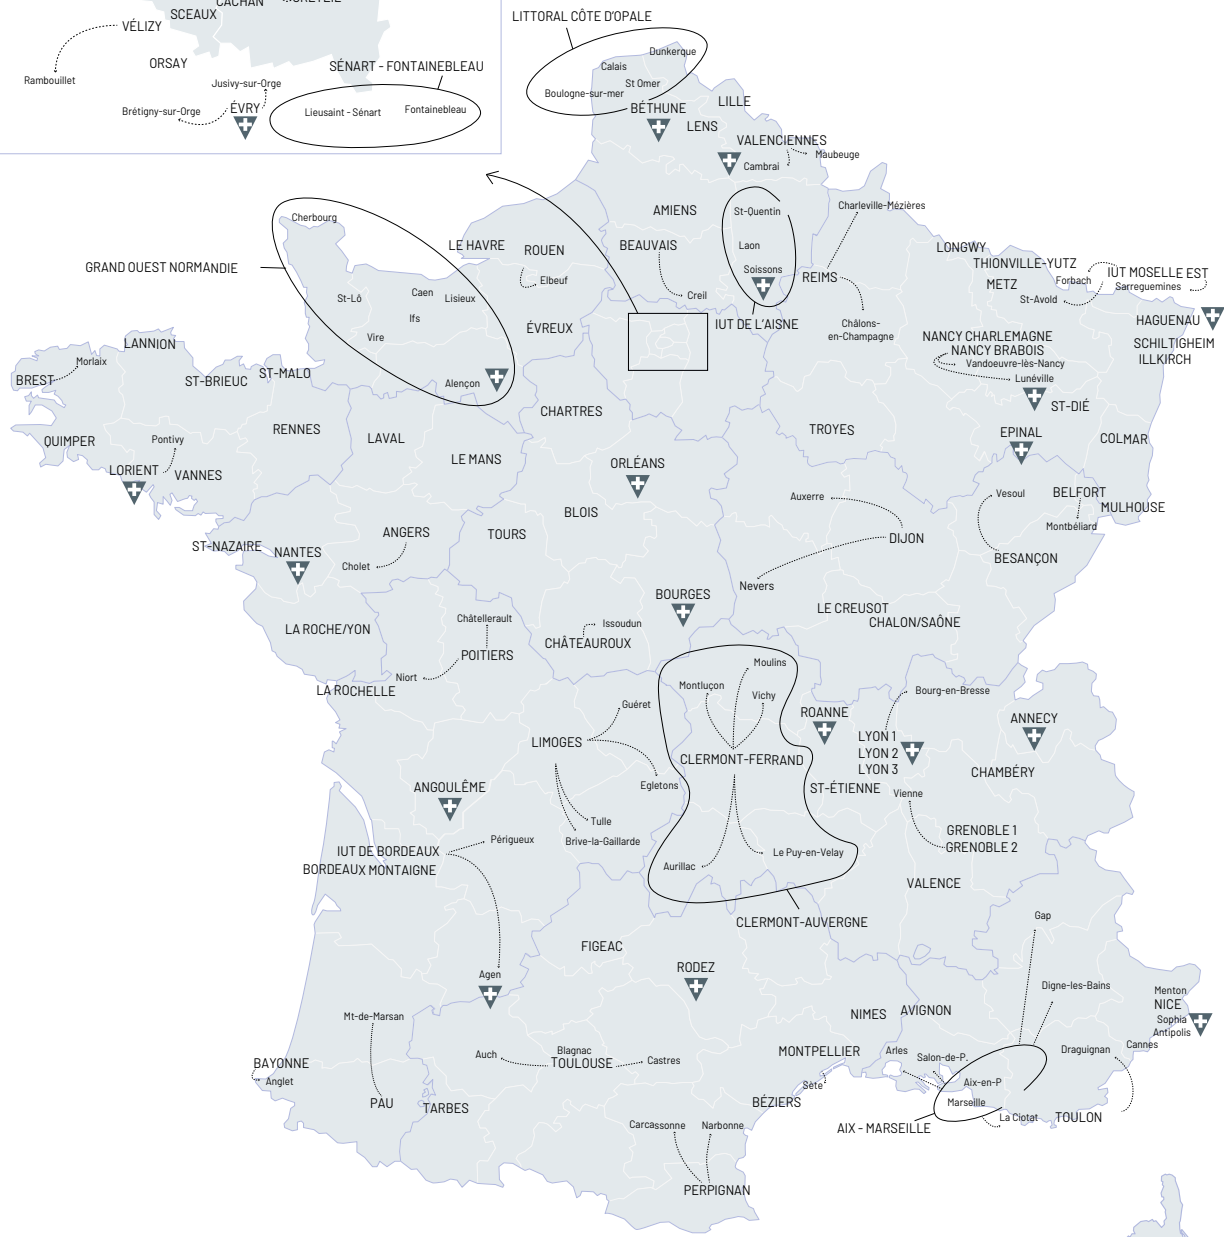 CACHAN
CRÉTEIL
SCEAUX
VÉLIZY
ORSAY
Rambouillet
SÉNART - FONTAINEBLEAU
Jusivy-sur-Orge
Brétigny-sur-Orge
ÉVRY
Lieusaint - Sénart
Fontainebleau
LITTORAL CÔTE D'OPALE
Dunkerque
Calais
St Omer
Boulogne-sur-mer
BÉTHUNE
LILLE
LENS
VALENCIENNES
Maubeuge
Cambrai
Cherbourg
GRAND OUEST NORMANDIE
LE HAVRE
ROUEN
Elbeuf
AMIENS
BEAUVAIS
Creil
St-Quentin
Laon
Soissons
IUT DE L'AISNE
Charleville-Mézières
REIMS
Châlons-
en-Champagne
LONGWY
THIONVILLE-YUTZ
METZ
Forbach
St-Avold
IUT MOSELLE EST
Sarreguemines
HAGUENAU
SCHILTIGHEIM
ILLKIRCH
St-Lô
Caen
Lisieux
Ifs
Vire
Alençon
ÉVREUX
NANCY CHARLEMAGNE
NANCY BRABOIS
Vandoeuvre-lès-Nancy
Lunéville
ST-DIÉ
EPINAL
COLMAR
LANNION
Morlaix
BREST
ST-BRIEUC
ST-MALO
QUIMPER
Pontivy
LORIENT
VANNES
RENNES
LAVAL
LE MANS
CHARTRES
ORLÉANS
BLOIS
TROYES
Auxerre
DIJON
Nevers
Vesoul
BELFORT
Montbéliard
MULHOUSE
BESANÇON
ST-NAZAIRE
NANTES
ANGERS
Cholet
TOURS
BOURGES
LE CREUSOT
CHALON/SAÔNE
LA ROCHE/YON
Châtellerault
POITIERS
Niort
Issoudun
CHÂTEAUROUX
LA ROCHELLE
Guéret
LIMOGES
Egletons
Tulle
Brive-la-Gaillarde
Moulins
Montluçon
Vichy
CLERMONT-FERRAND
Aurillac
Le Puy-en-Velay
CLERMONT-AUVERGNE
ROANNE
Bourg-en-Bresse
LYON 1
LYON 2
LYON 3
ANNECY
CHAMBÉRY
ST-ÉTIENNE
Vienne
GRENOBLE 1
GRENOBLE 2
VALENCE
ANGOULÊME
IUT DE BORDEAUX
BORDEAUX MONTAIGNE
Périgueux
Agen
FIGEAC
RODEZ
Gap
Digne-les-Bains
Menton
NICE
Sophia
Antipolis
Cannes
Draguignan
NIMES
AVIGNON
MONTPELLIER
Arles
Salon-de-P.
Aix-en-P
Marseille
La Ciotat
TOULON
AIX - MARSEILLE
Mt-de-Marsan
BAYONNE
Anglet
PAU
TARBES
Auch
Blagnac
TOULOUSE
Castres
Sète
BÉZIERS
Carcassonne
Narbonne
PERPIGNAN